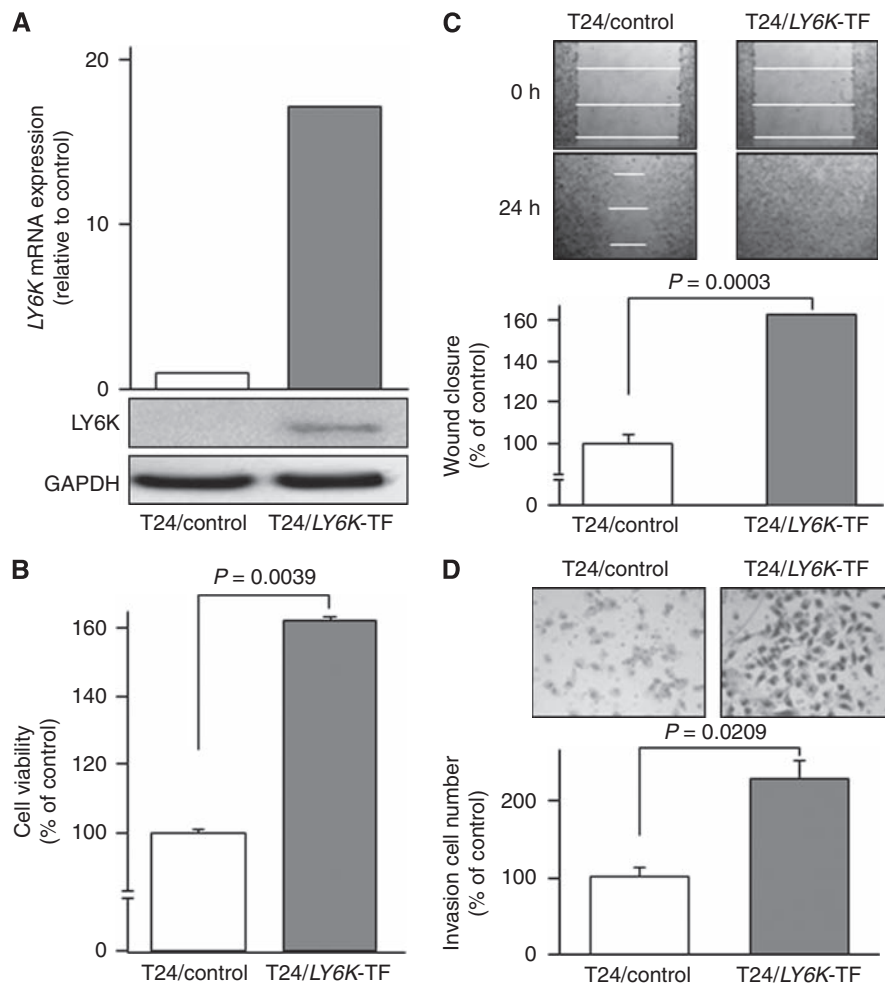 A
20
10
0
LY6K mRNA expression
(relative to control)
LY6K
GAPDH
T24/control T24/LY6K-TF
B
P = 0.0039
160
140
120
100
0
Cell viability
(% of control)
T24/control T24/LY6K-TF
C
T24/control T24/LY6K-TF
0 h
24 h
P = 0.0003
160
140
120
100
0
Wound closure
(% of control)
T24/control T24/LY6K-TF
D
T24/control T24/LY6K-TF
P = 0.0209
200
100
0
Invasion cell number
(% of control)
T24/control T24/LY6K-TF